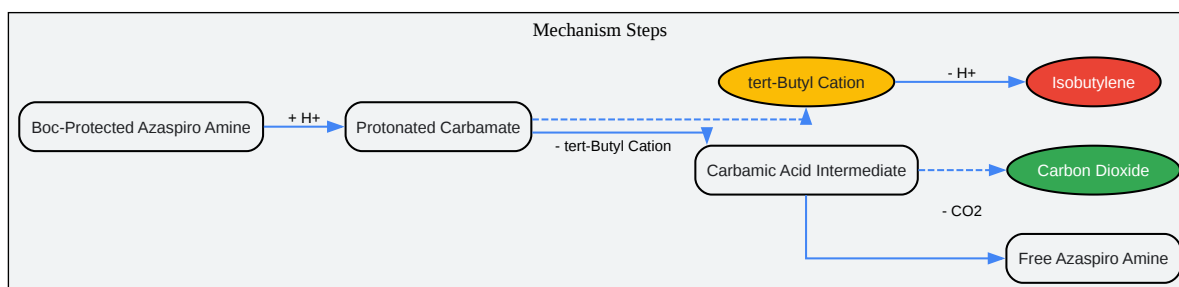 Mechanism Steps
tert-Butyl Cation
- H+
Isobutylene
Boc-Protected Azaspiro Amine
+ H+
Protonated Carbamate
- tert-Butyl Cation
Carbamic Acid Intermediate
Carbon Dioxide
- CO2
Free Azaspiro Amine